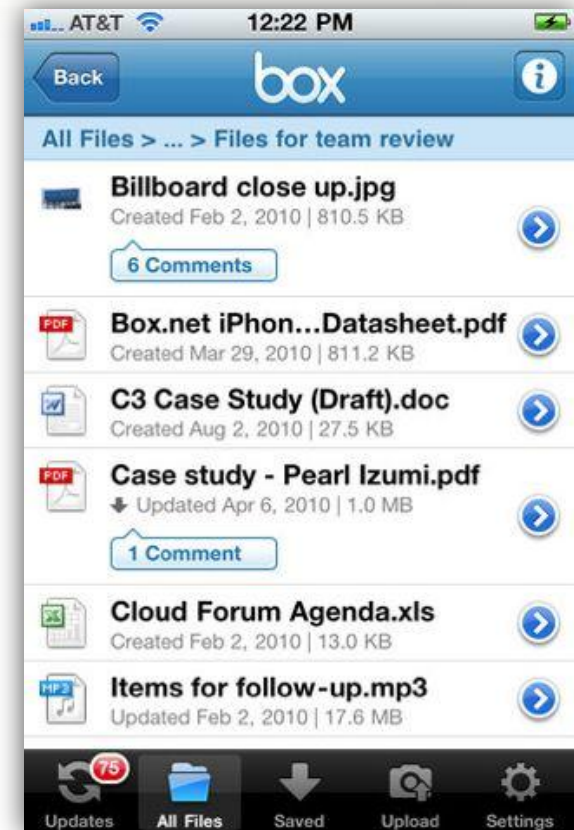 AT&T 12:22 PM
Back box i
All Files > ... > Files for team review
Billboard close up.jpg
Created Feb 2, 2010 | 810.5 KB
6 Comments
PDF Box.net iPhon...Datasheet.pdf
Created Mar 29, 2010 | 811.2 KB
W C3 Case Study (Draft).doc
Created Aug 2, 2010 | 27.5 KB
PDF Case study - Pearl Izumi.pdf
Updated Apr 6, 2010 | 1.0 MB
1 Comment
X Cloud Forum Agenda.xls
Created Feb 2, 2010 | 13.0 KB
MP3 Items for follow-up.mp3
Updated Feb 2, 2010 | 17.6 MB
75
Updates All Files Saved Upload Settings